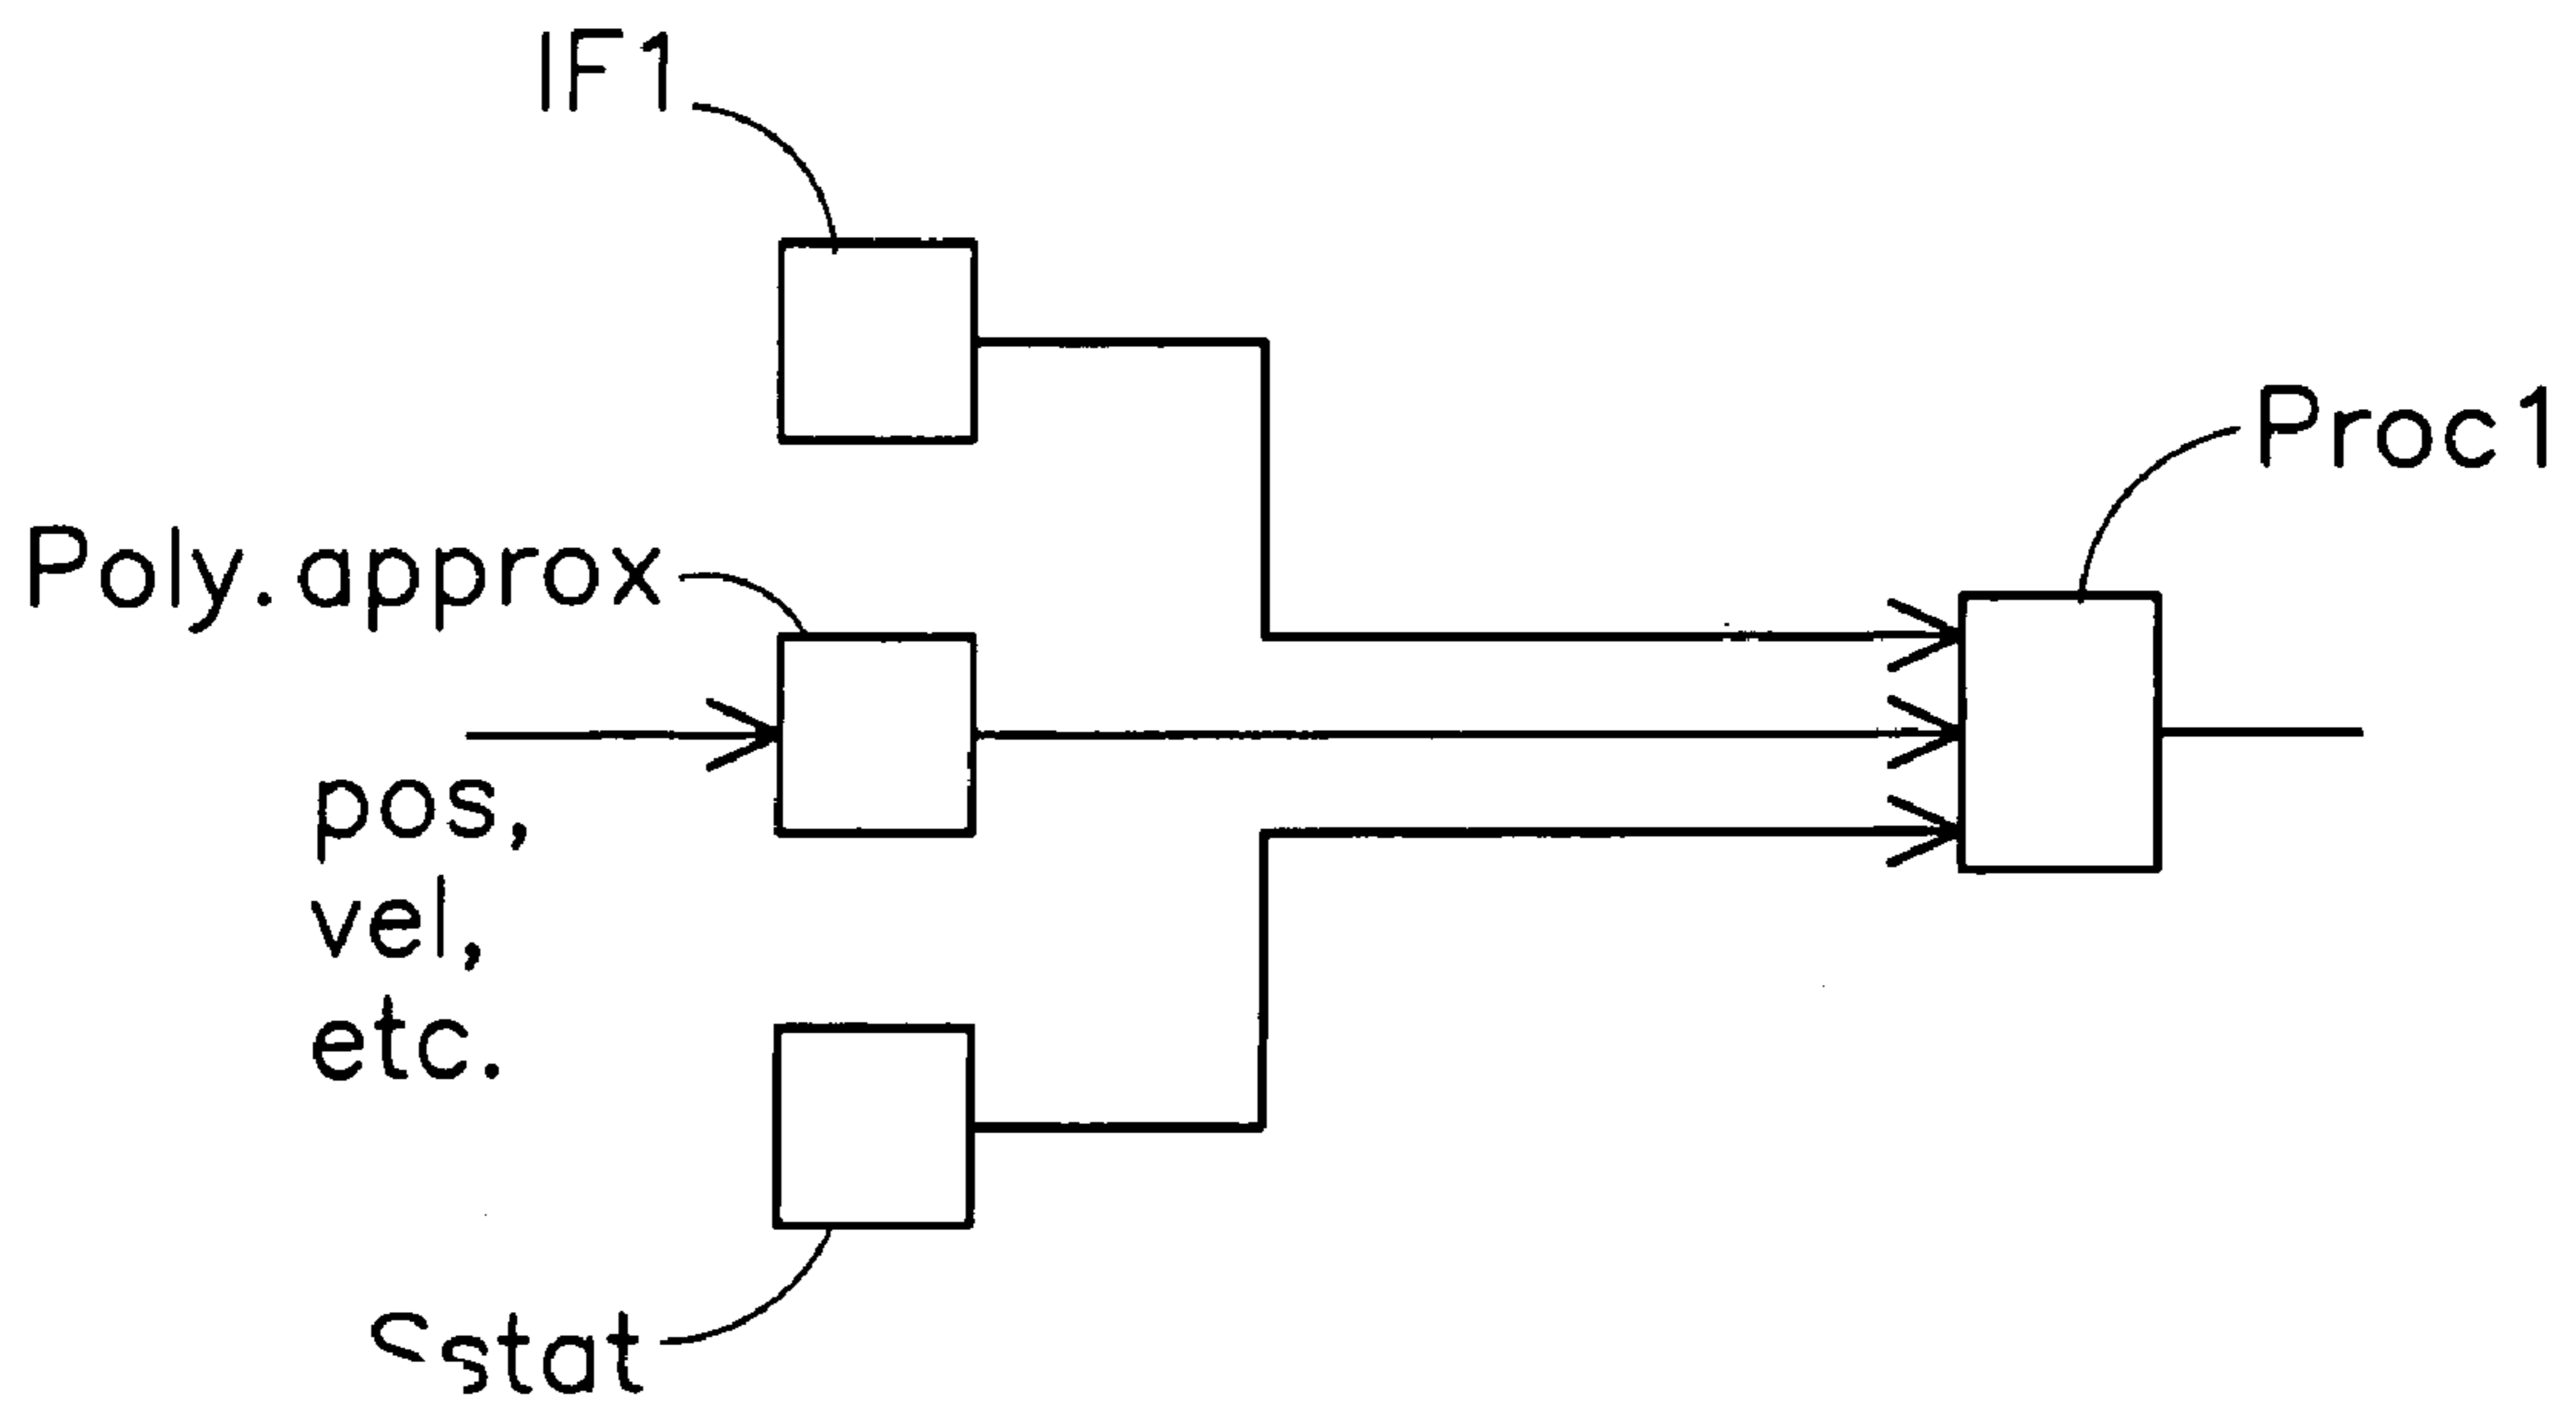 IF1
Proc1
Poly.approx
pos,
vel,
etc.
Sstat